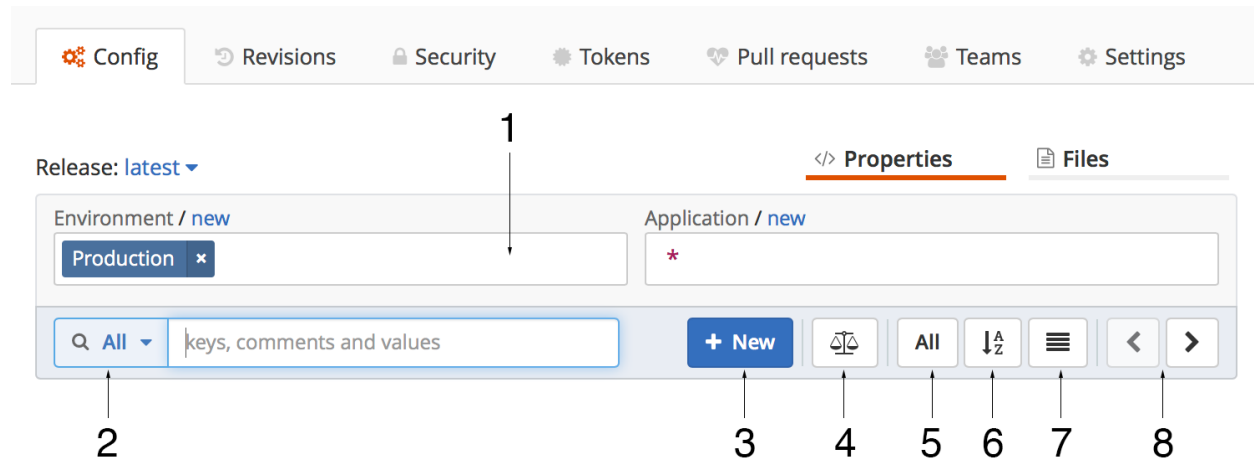 Config Revisions Security Tokens Pull requests Teams Settings
1
Release: latest
</> Properties Files
Environment / new Application / new
Production × *
All keys, comments and values + New All A Z
2 3 4 5 6 7 8